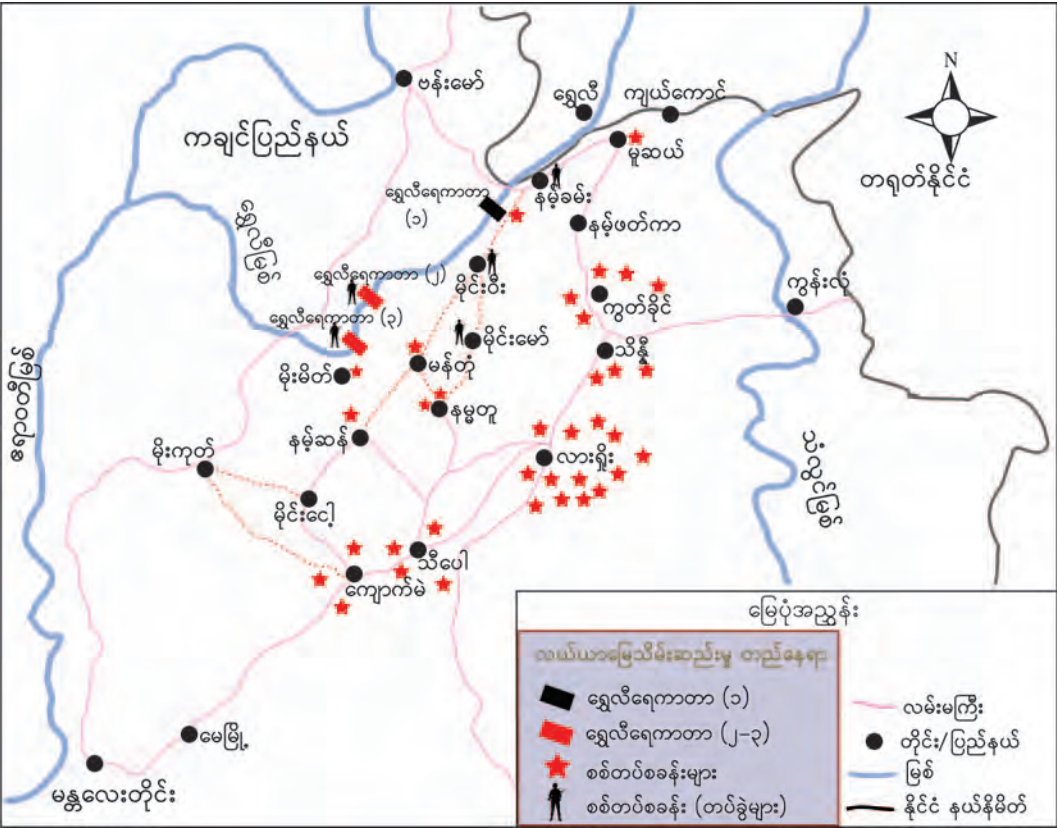 N
ဗန်းမော်
ရွှေလီ
ကျယ်ကောင်
ကချင်ပြည်နယ်
မူဆယ်
တရုတ်နိုင်ငံ
ရွှေလီရေကာတာ
(၁)
နမ့်ခမ်း
နမ့်ဖတ်ကာ
ရွှေလီမြစ်
ရွှေလီရေကာတာ (၂)
မိုင်းဝီး
ကွတ်ခိုင်
ကွန်းလုံ
ရွှေလီရေကာတာ (၃)
မိုင်းမော်
သိန္နီ
ဧရာဝတီမြစ်
မိုးမိတ်
မန်တုံ
နမ္မတူ
နမ့်ဆန်
မိုးကုတ်
လားရှိုး
သံလွင်မြစ်
မိုင်းငေါ့
သီပေါ
ကျောက်မဲ
မေမြို့
မန္တလေးတိုင်း
မြေပုံအညွှန်း
လယ်ယာမြေသိမ်းဆည်းမှု တည်နေရာ
ရွှေလီရေကာတာ (၁)
ရွှေလီရေကာတာ (၂-၃)
စစ်တပ်စခန်းများ
စစ်တပ်စခန်း (တပ်ခွဲများ)
လမ်းမကြီး
တိုင်း/ပြည်နယ်
မြစ်
နိုင်ငံ နယ်နိမိတ်